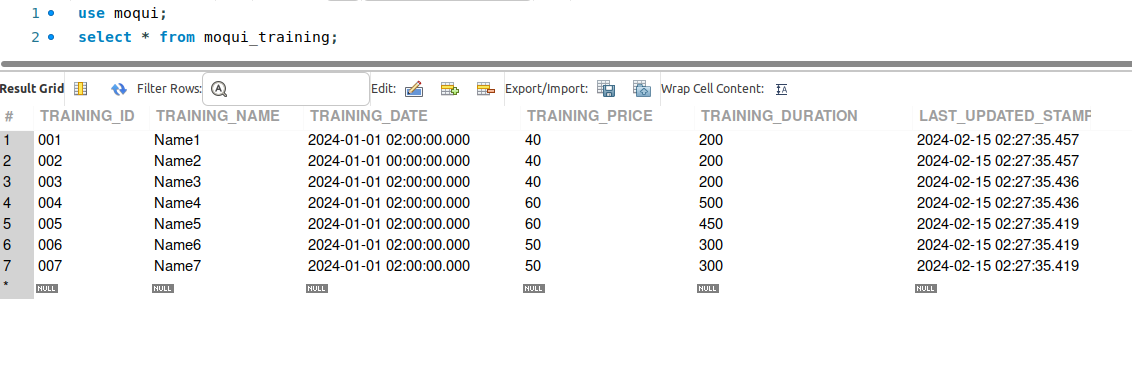 1 use moqui;
2 select * from moqui_training;
Result Grid Filter Rows: Edit: Export/Import: Wrap Cell Content: IA
# TRAINING_ID TRAINING_NAME TRAINING_DATE TRAINING_PRICE TRAINING_DURATION LAST_UPDATED_STAMP
1 001 Name1 2024-01-01 02:00:00.000 40 200 2024-02-15 02:27:35.457
2 002 Name2 2024-01-01 00:00:00.000 40 200 2024-02-15 02:27:35.457
3 003 Name3 2024-01-01 02:00:00.000 40 200 2024-02-15 02:27:35.436
4 004 Name4 2024-01-01 02:00:00.000 60 500 2024-02-15 02:27:35.436
5 005 Name5 2024-01-01 02:00:00.000 60 450 2024-02-15 02:27:35.419
6 006 Name6 2024-01-01 02:00:00.000 50 300 2024-02-15 02:27:35.419
7 007 Name7 2024-01-01 02:00:00.000 50 300 2024-02-15 02:27:35.419
* NULL NULL NULL NULL NULL NULL